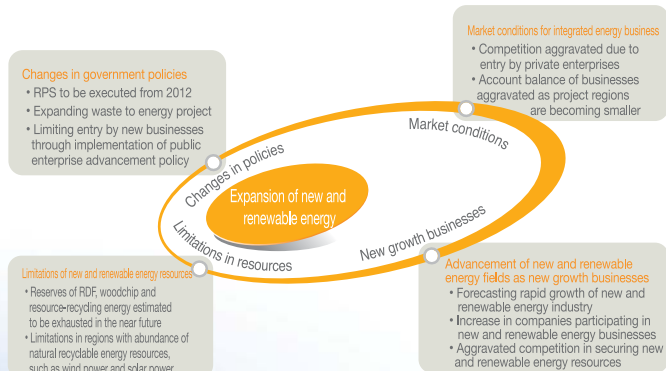 Changes in government policies
• RPS to be executed from 2012
• Expanding waste to energy project
• Limiting entry by new businesses
through implementation of public
enterprise advancement policy
Market conditions for integrated energy business
• Competition aggravated due to
entry by private enterprises
• Account balance of businesses
aggravated as project regions
are becoming smaller
Changes in policies
Market conditions
Expansion of new and
renewable energy
Limitations in resources
New growth businesses
Limitations of new and renewable energy resources
• Reserves of RDF, woodchip and
resource-recycling energy estimated
to be exhausted in the near future
• Limitations in regions with abundance of
natural recyclable energy resources,
such as wind power and solar power
Advancement of new and renewable
energy fields as new growth businesses
• Forecasting rapid growth of new and
renewable energy industry
• Increase in companies participating in
new and renewable energy businesses
• Aggravated competition in securing new
and renewable energy resources